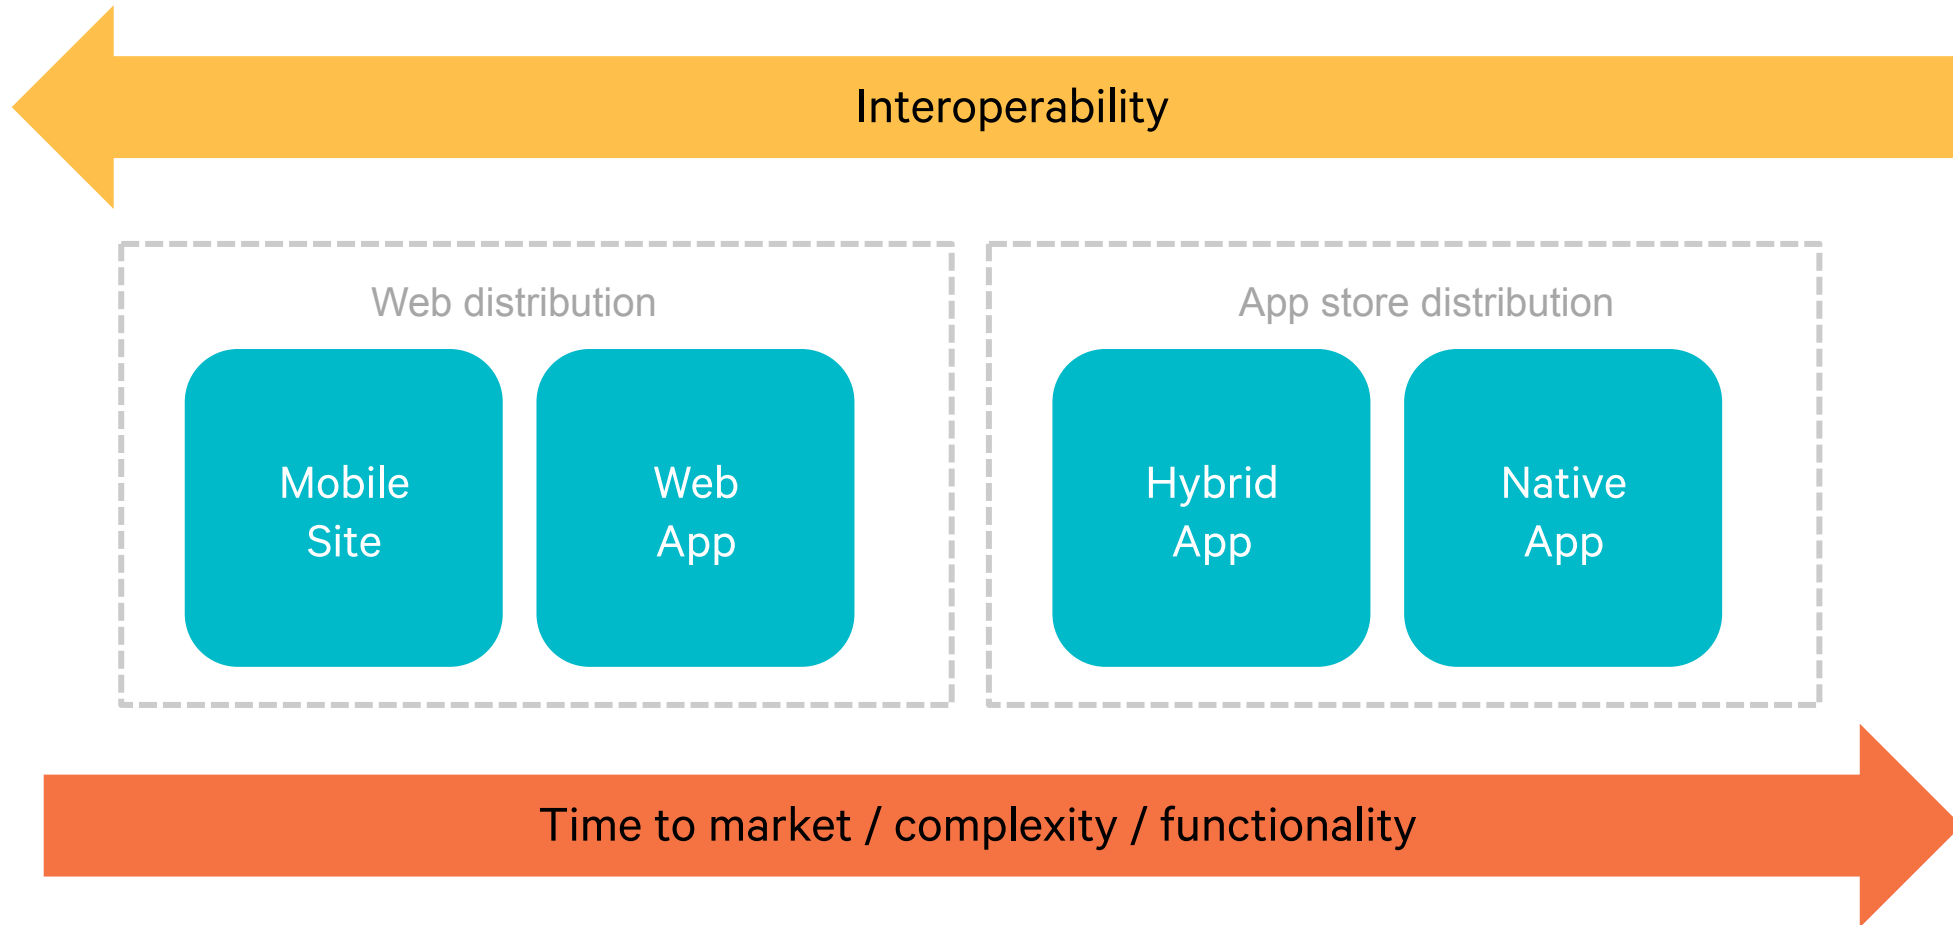 Interoperability
Web distribution
Mobile
Site
Web
App
App store distribution
Hybrid
App
Native
App
Time to market / complexity / functionality